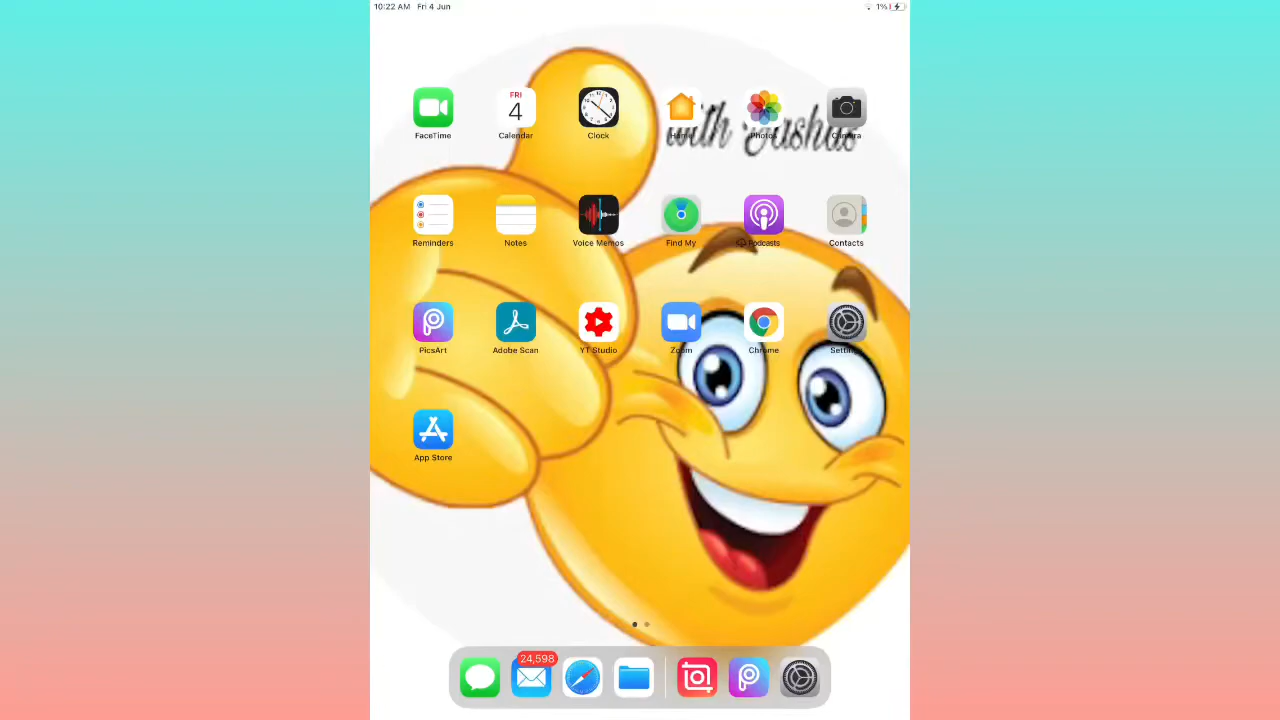 10:22 AM Fri 4 Jun
1%
with Yashas
FRI
4
FaceTime
Calendar
Clock
Home
Photos
Camera
Reminders
Notes
Voice Memos
Find My
Podcasts
Contacts
PicsArt
Adobe Scan
YT Studio
Zoom
Chrome
Settings
App Store
24,598